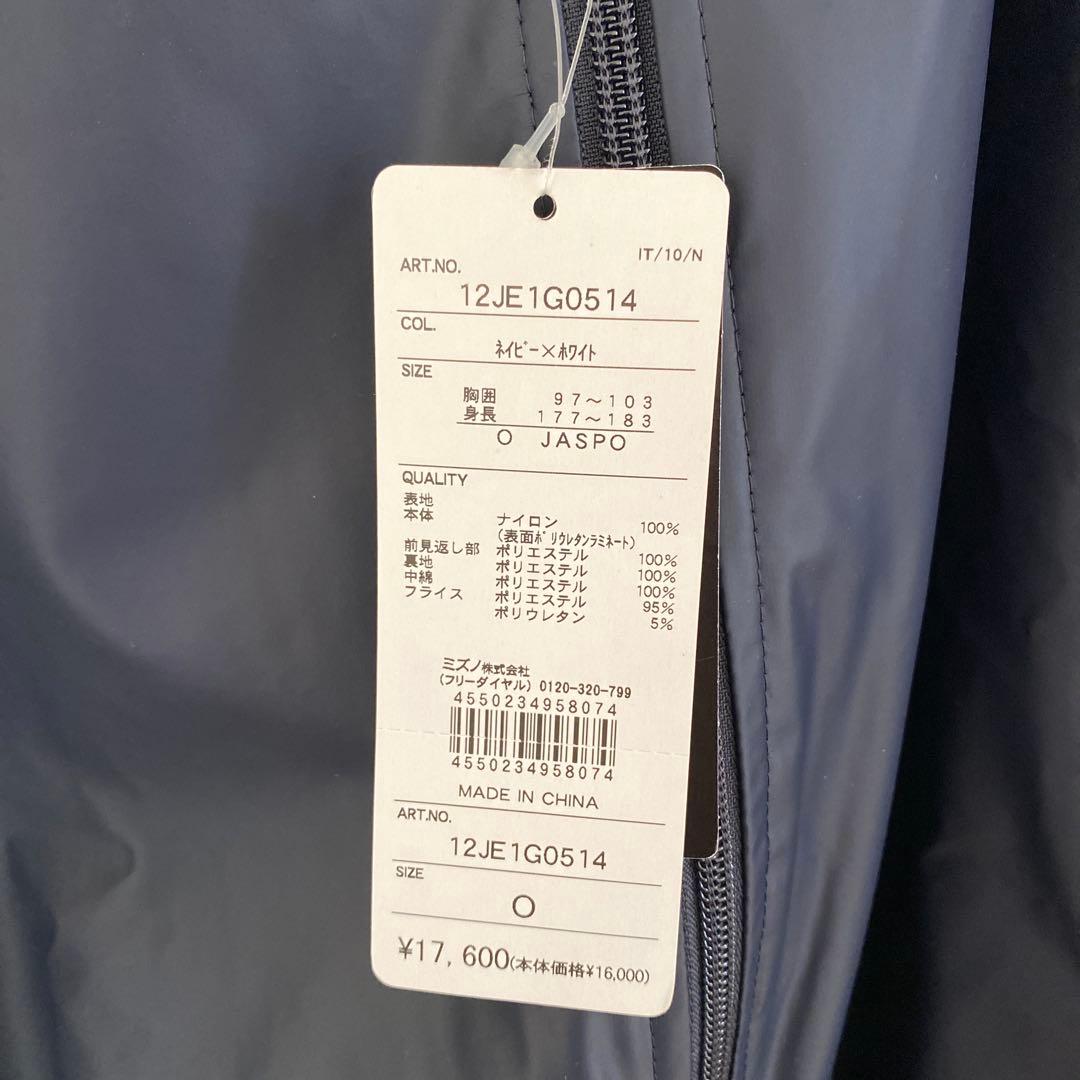 IT/10/N
ART.NO.
12JE1G0514
COL.
ﾈｲﾋﾞｰ×ﾎﾜｲﾄ
SIZE
胸囲 97～103
身長 177～183
O JASPO
QUALITY
表地
本体 ナイロン 100%
(表面ﾎﾟﾘｳﾚﾀﾝﾗﾐﾈｰﾄ)
前見返し部 ポリエステル 100%
裏地 ポリエステル 100%
中綿 ポリエステル 100%
フライス ポリエステル 95%
ポリウレタン 5%
ミズノ株式会社
(フリーダイヤル) 0120-320-799
4550234958074
4550234958074
MADE IN CHINA
ART.NO.
12JE1G0514
SIZE
O
¥17,600(本体価格¥16,000)